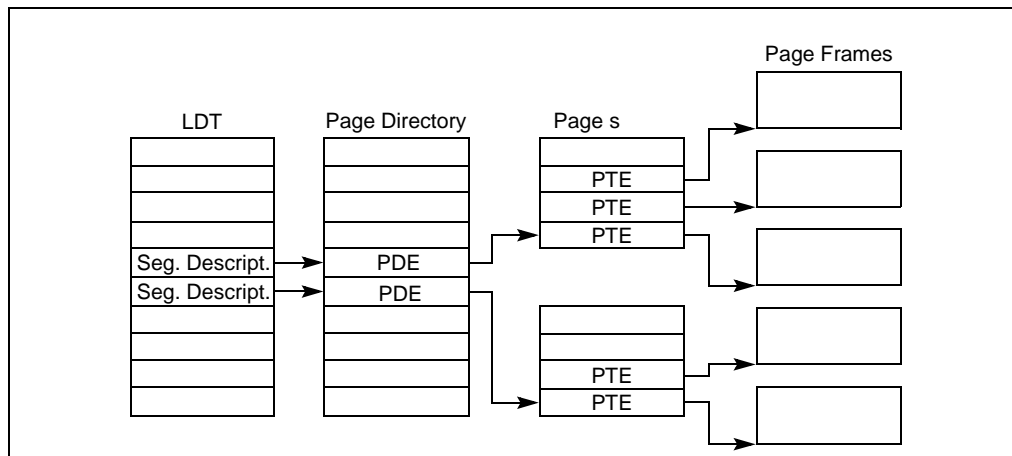 Page Frames
LDT
Page Directory
Page s
PTE
PTE
PTE
Seg. Descript.
PDE
Seg. Descript.
PDE
PTE
PTE